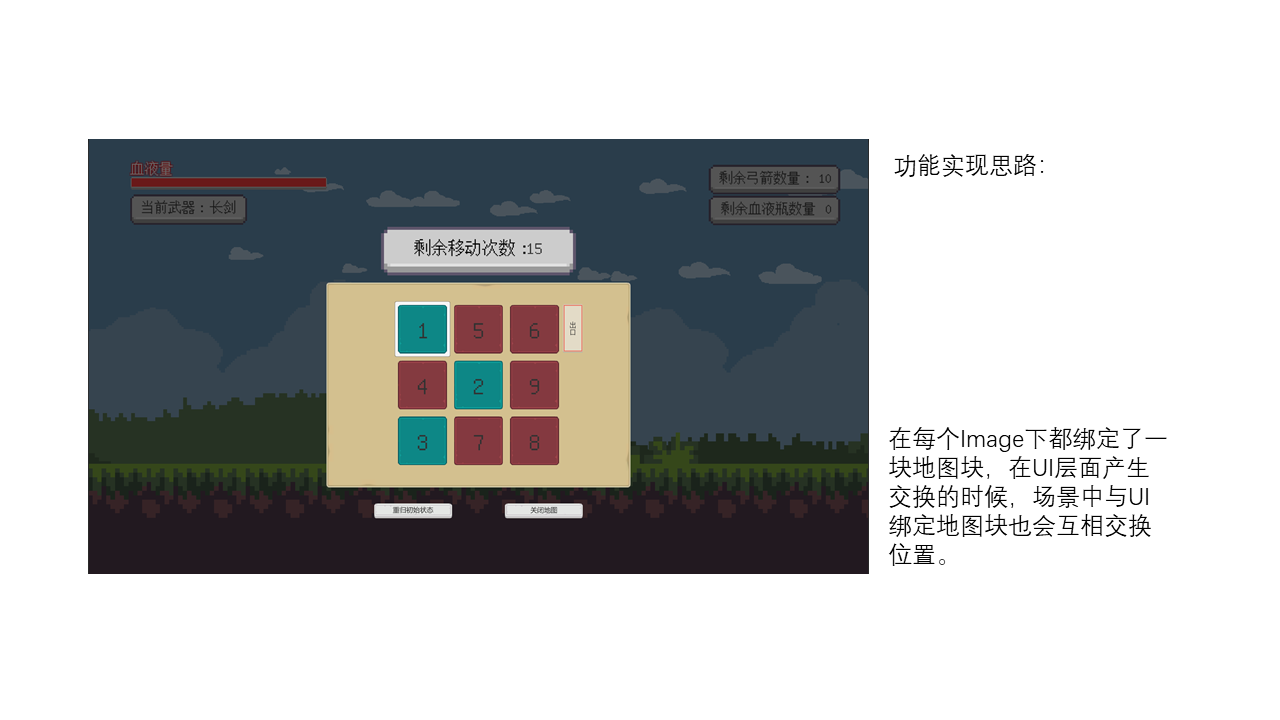 血液量
当前武器：长剑
剩余弓箭数量： 10
剩余血液瓶数量 0
剩余移动次数 :15
1 5 6 出口
4 2 9
3 7 8
重归初始状态 关闭地图
功能实现思路：
在每个Image下都绑定了一
块地图块，在UI层面产生
交换的时候，场景中与UI
绑定地图块也会互相交换
位置。